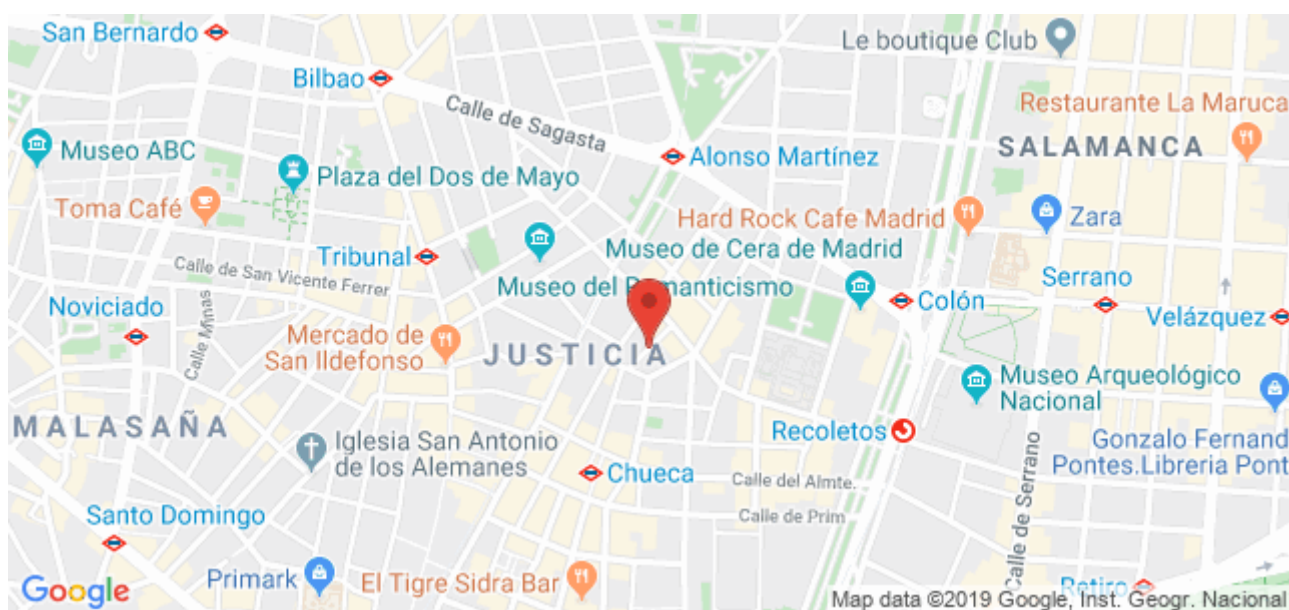 San Bernardo
Bilbao
Calle de Sagasta
Le boutique Club
Restaurante La Maruca
SALAMANCA
Museo ABC
Plaza del Dos de Mayo
Alonso Martínez
Toma Café
Hard Rock Cafe Madrid
Zara
Tribunal
Museo de Cera de Madrid
Calle de San Vicente Ferrer
Museo del Romanticismo
Colón
Serrano
Velázquez
Noviciado
Calle Minas
Mercado de
San Ildefonso
JUSTICIA
Museo Arqueológico
Nacional
MALASAÑA
Iglesia San Antonio
de los Alemanes
Recoletos
Gonzalo Fernand
Pontes.Libreria Pont
Chueca
Calle del Almte.
Calle de Prim
Calle de Serrano
Santo Domingo
Primark
El Tigre Sidra Bar
Retiro
Google
Map data ©2019 Google, Inst. Geogr. Nacional